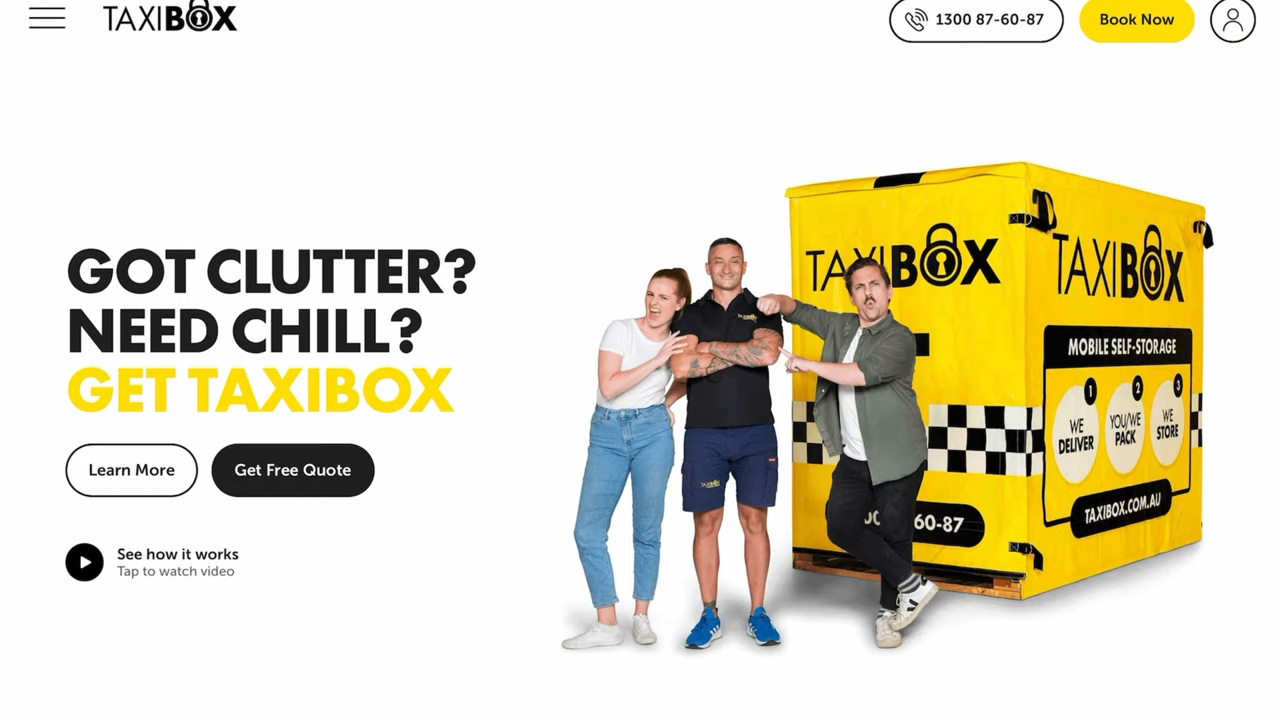 TAXIBOX
1300 87-60-87
Book Now
GOT CLUTTER?
NEED CHILL?
GET TAXIBOX
Learn More
Get Free Quote
See how it works
Tap to watch video
TAXIBOX
TAXIBOX
MOBILE SELF-STORAGE
1
WE
DELIVER
2
YOU/WE
PACK
3
WE
STORE
TAXIBOX.COM.AU
60-87
TAXIBOX
TAXIBOX